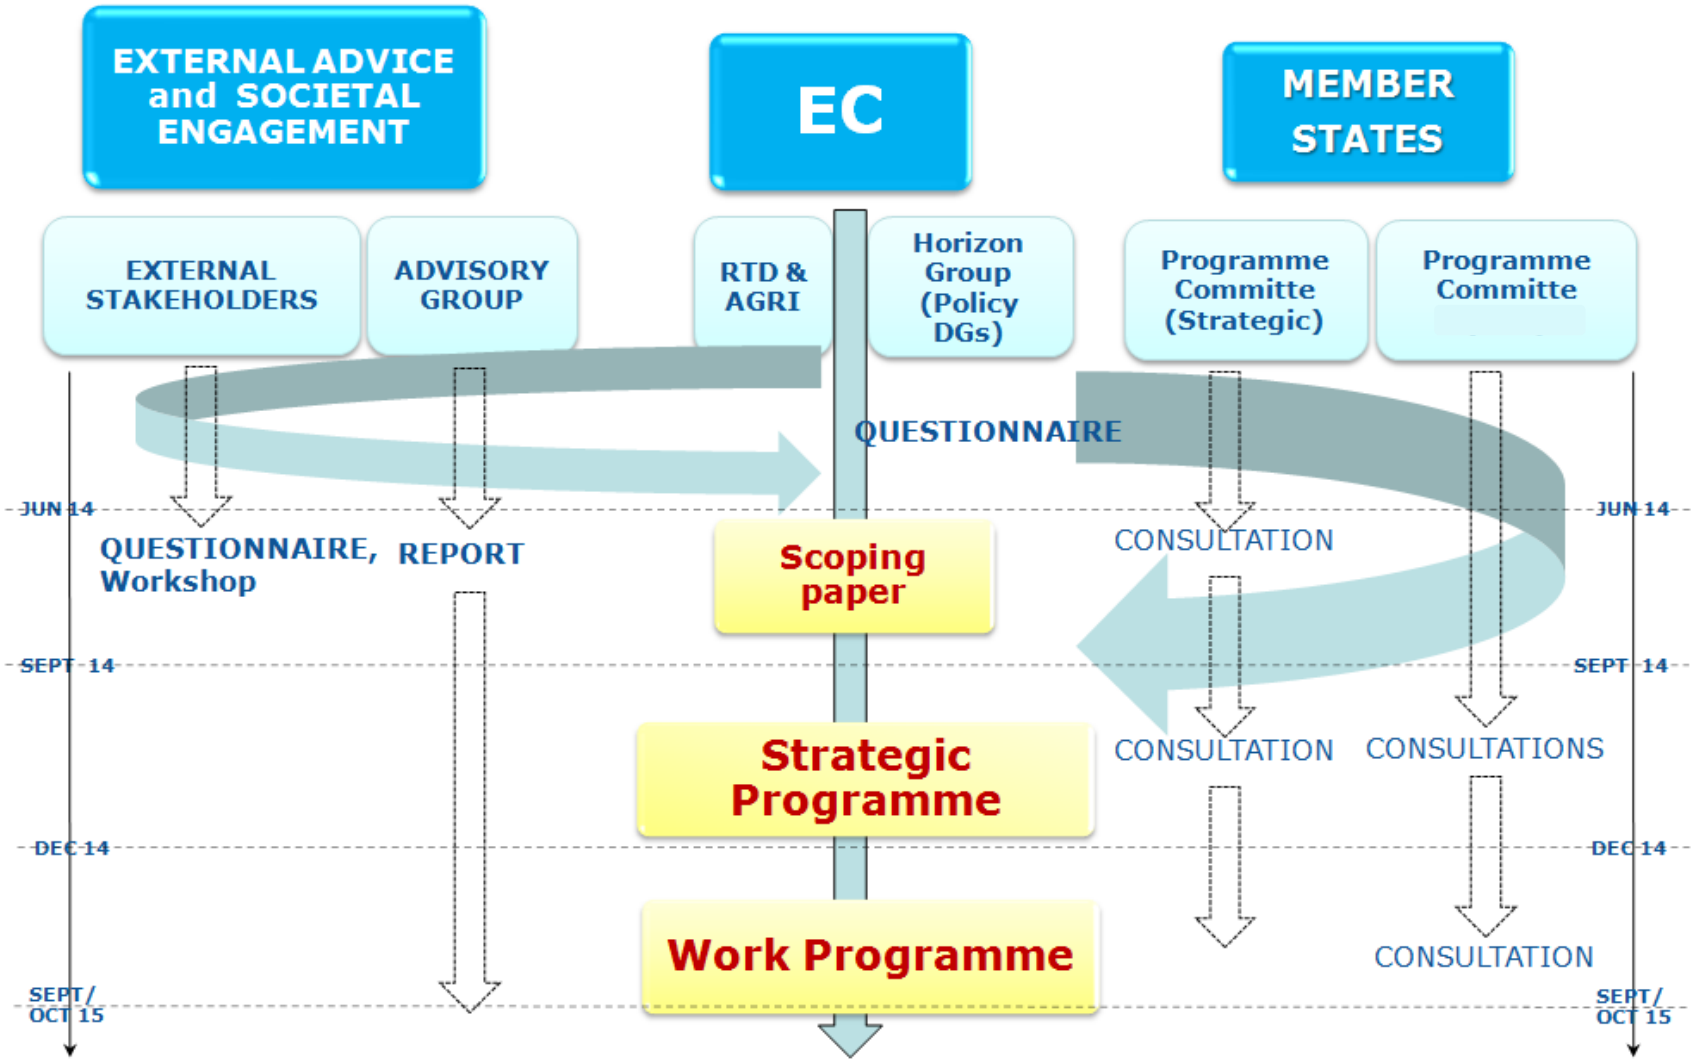 EXTERNAL ADVICE
and SOCIETAL
ENGAGEMENT
EC
MEMBER
STATES
EXTERNAL
STAKEHOLDERS
ADVISORY
GROUP
RTD &
AGRI
Horizon
Group
(Policy
DGs)
Programme
Committe
(Strategic)
Programme
Committe
QUESTIONNAIRE
JUN 14
JUN 14
QUESTIONNAIRE,
Workshop
REPORT
Scoping
paper
CONSULTATION
SEPT 14
SEPT 14
Strategic
Programme
CONSULTATION
CONSULTATIONS
DEC 14
DEC 14
Work Programme
CONSULTATION
SEPT/
OCT 15
SEPT/
OCT 15